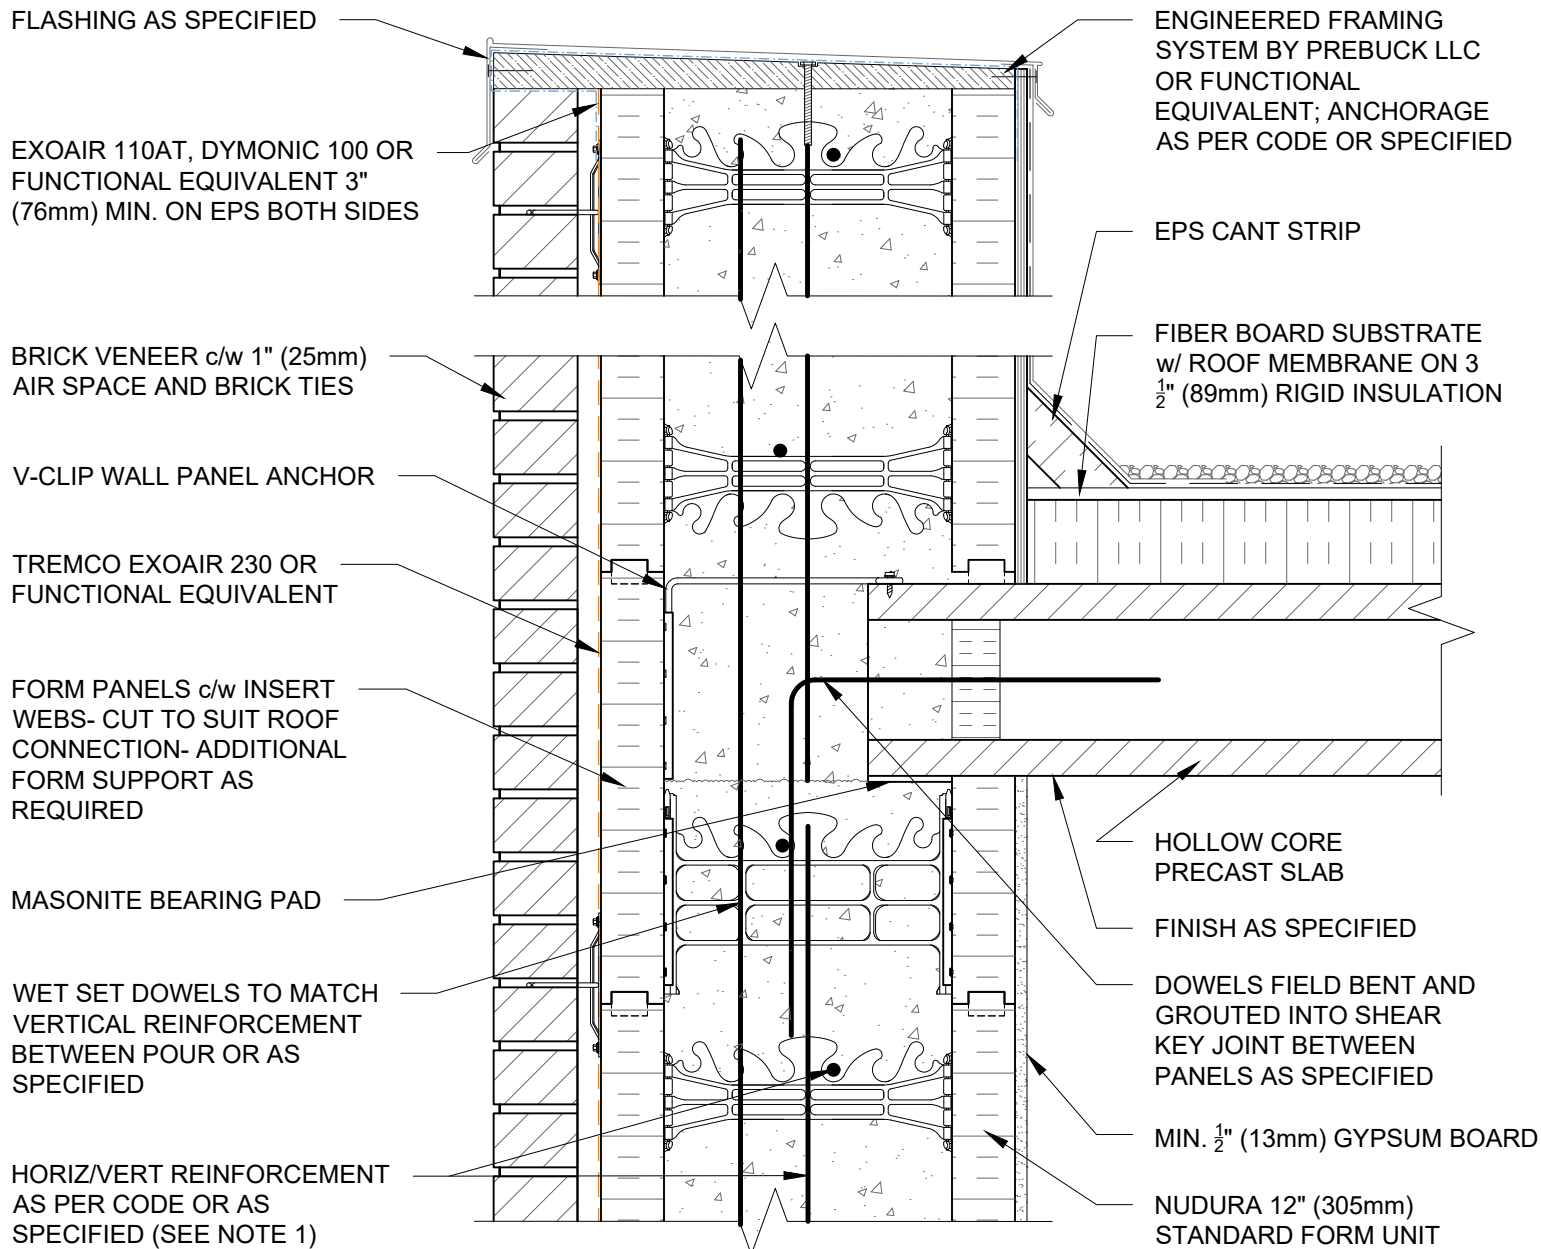 FLASHING AS SPECIFIED
EXOAIR 110AT, DYMONIC 100 OR
FUNCTIONAL EQUIVALENT 3"
(76mm) MIN. ON EPS BOTH SIDES
BRICK VENEER c/w 1" (25mm)
AIR SPACE AND BRICK TIES
V-CLIP WALL PANEL ANCHOR
TREMCO EXOAIR 230 OR
FUNCTIONAL EQUIVALENT
FORM PANELS c/w INSERT
WEBS- CUT TO SUIT ROOF
CONNECTION- ADDITIONAL
FORM SUPPORT AS
REQUIRED
MASONITE BEARING PAD
WET SET DOWELS TO MATCH
VERTICAL REINFORCEMENT
BETWEEN POUR OR AS
SPECIFIED
HORIZ/VERT REINFORCEMENT
AS PER CODE OR AS
SPECIFIED (SEE NOTE 1)
ENGINEERED FRAMING
SYSTEM BY PREBUCK LLC
OR FUNCTIONAL
EQUIVALENT; ANCHORAGE
AS PER CODE OR SPECIFIED
EPS CANT STRIP
FIBER BOARD SUBSTRATE
w/ ROOF MEMBRANE ON 3
1/2" (89mm) RIGID INSULATION
HOLLOW CORE
PRECAST SLAB
FINISH AS SPECIFIED
DOWELS FIELD BENT AND
GROUTED INTO SHEAR
KEY JOINT BETWEEN
PANELS AS SPECIFIED
MIN. 1/2" (13mm) GYPSUM BOARD
NUDURA 12" (305mm)
STANDARD FORM UNIT